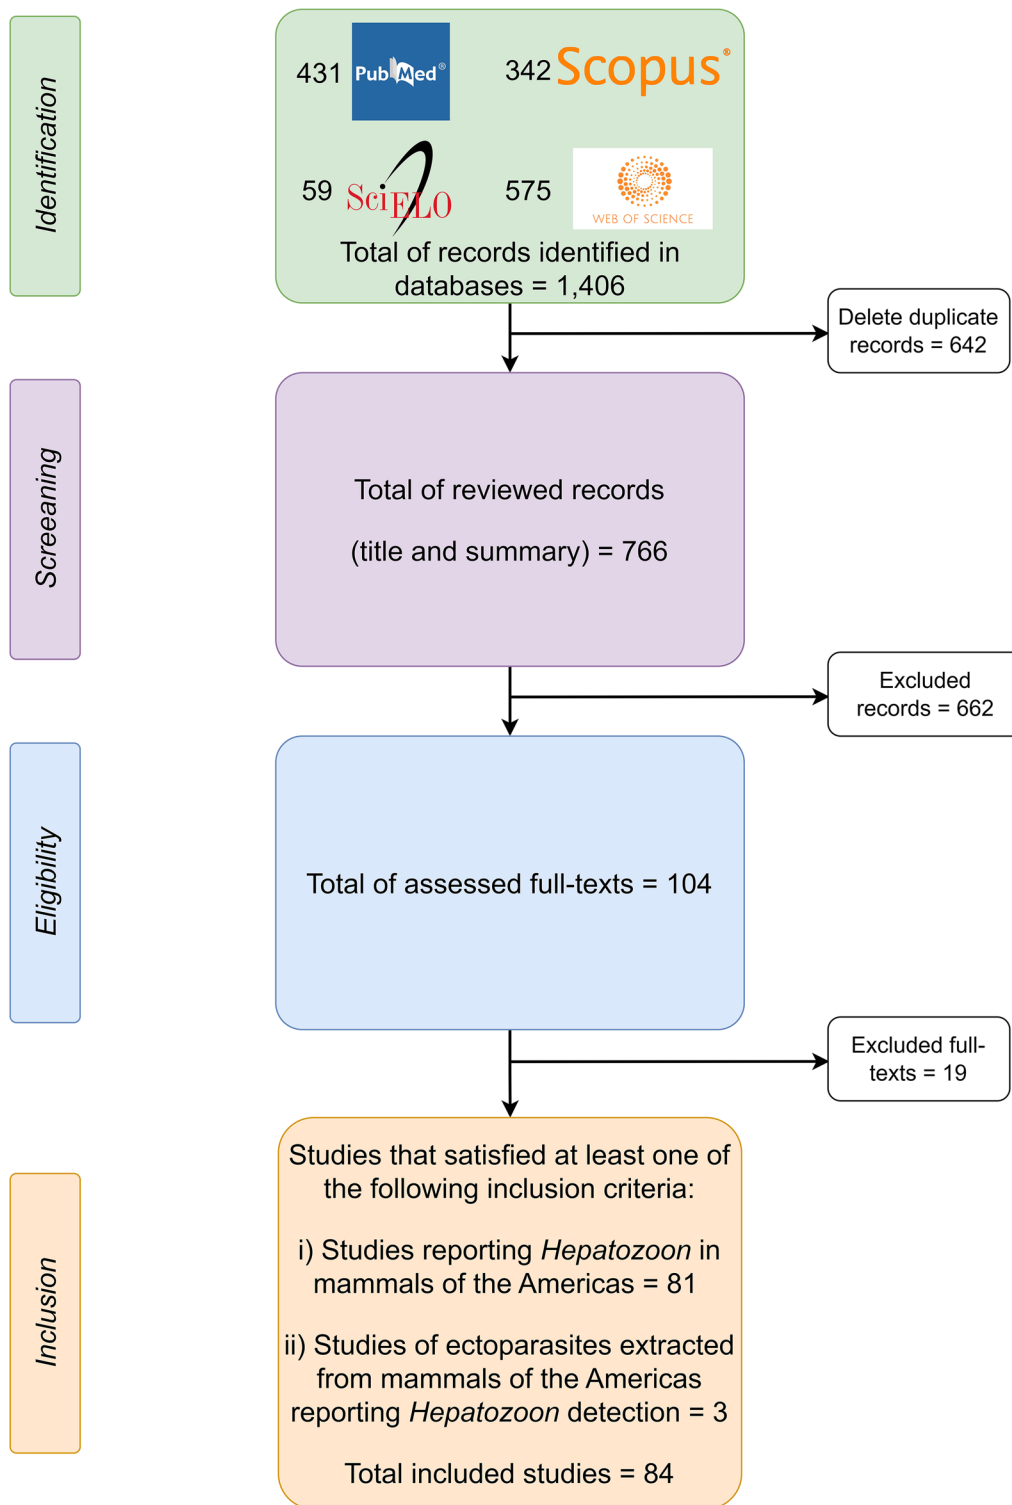 Identification
431 PubMed®
342 Scopus®
59 SciELO
575 WEB OF SCIENCE
Total of records identified in
databases = 1,406
Delete duplicate
records = 642
Screeaning
Total of reviewed records
(title and summary) = 766
Excluded
records = 662
Eligibility
Total of assessed full-texts = 104
Excluded full-
texts = 19
Inclusion
Studies that satisfied at least one of
the following inclusion criteria:
i) Studies reporting Hepatozoon in
mammals of the Americas = 81
ii) Studies of ectoparasites extracted
from mammals of the Americas
reporting Hepatozoon detection = 3
Total included studies = 84